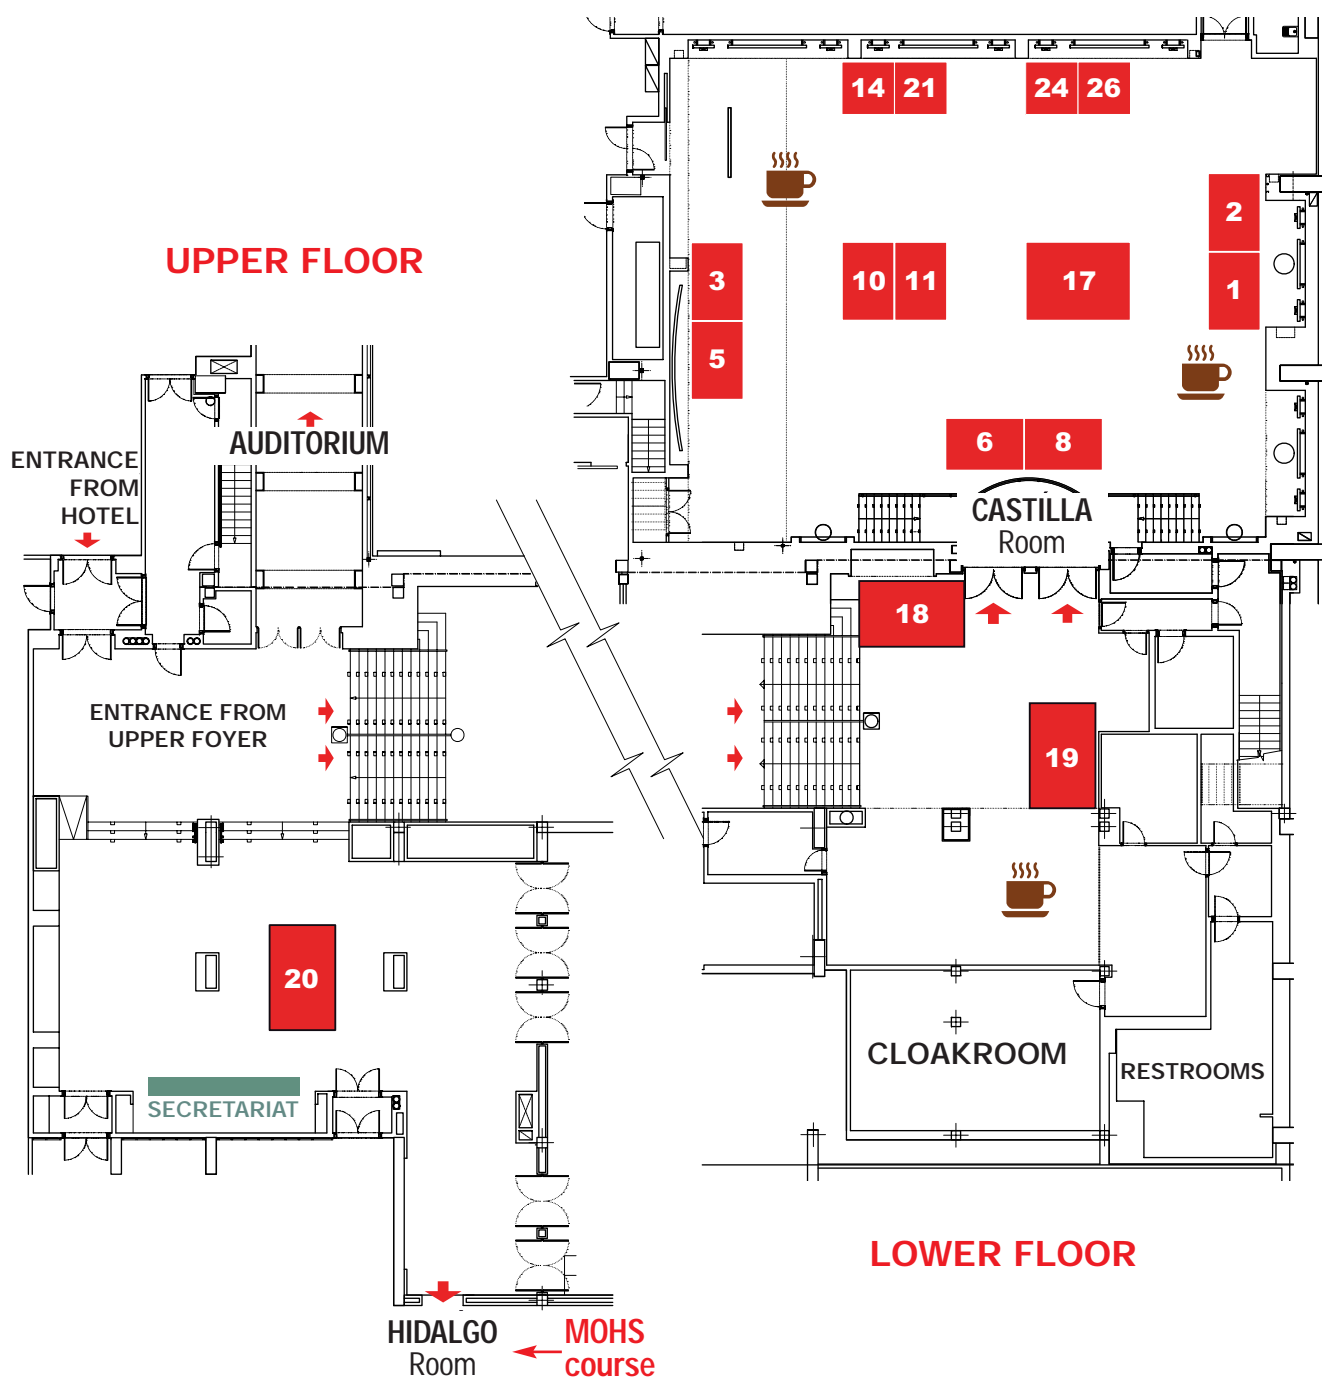 14 21 24 26
2
UPPER FLOOR
3 10 11 17 1
5
AUDITORIUM
6 8
ENTRANCE
FROM
HOTEL
CASTILLA
Room
18
ENTRANCE FROM
UPPER FOYER
19
20
CLOAKROOM
RESTROOMS
SECRETARIAT
LOWER FLOOR
HIDALGO
Room
MOHS
course